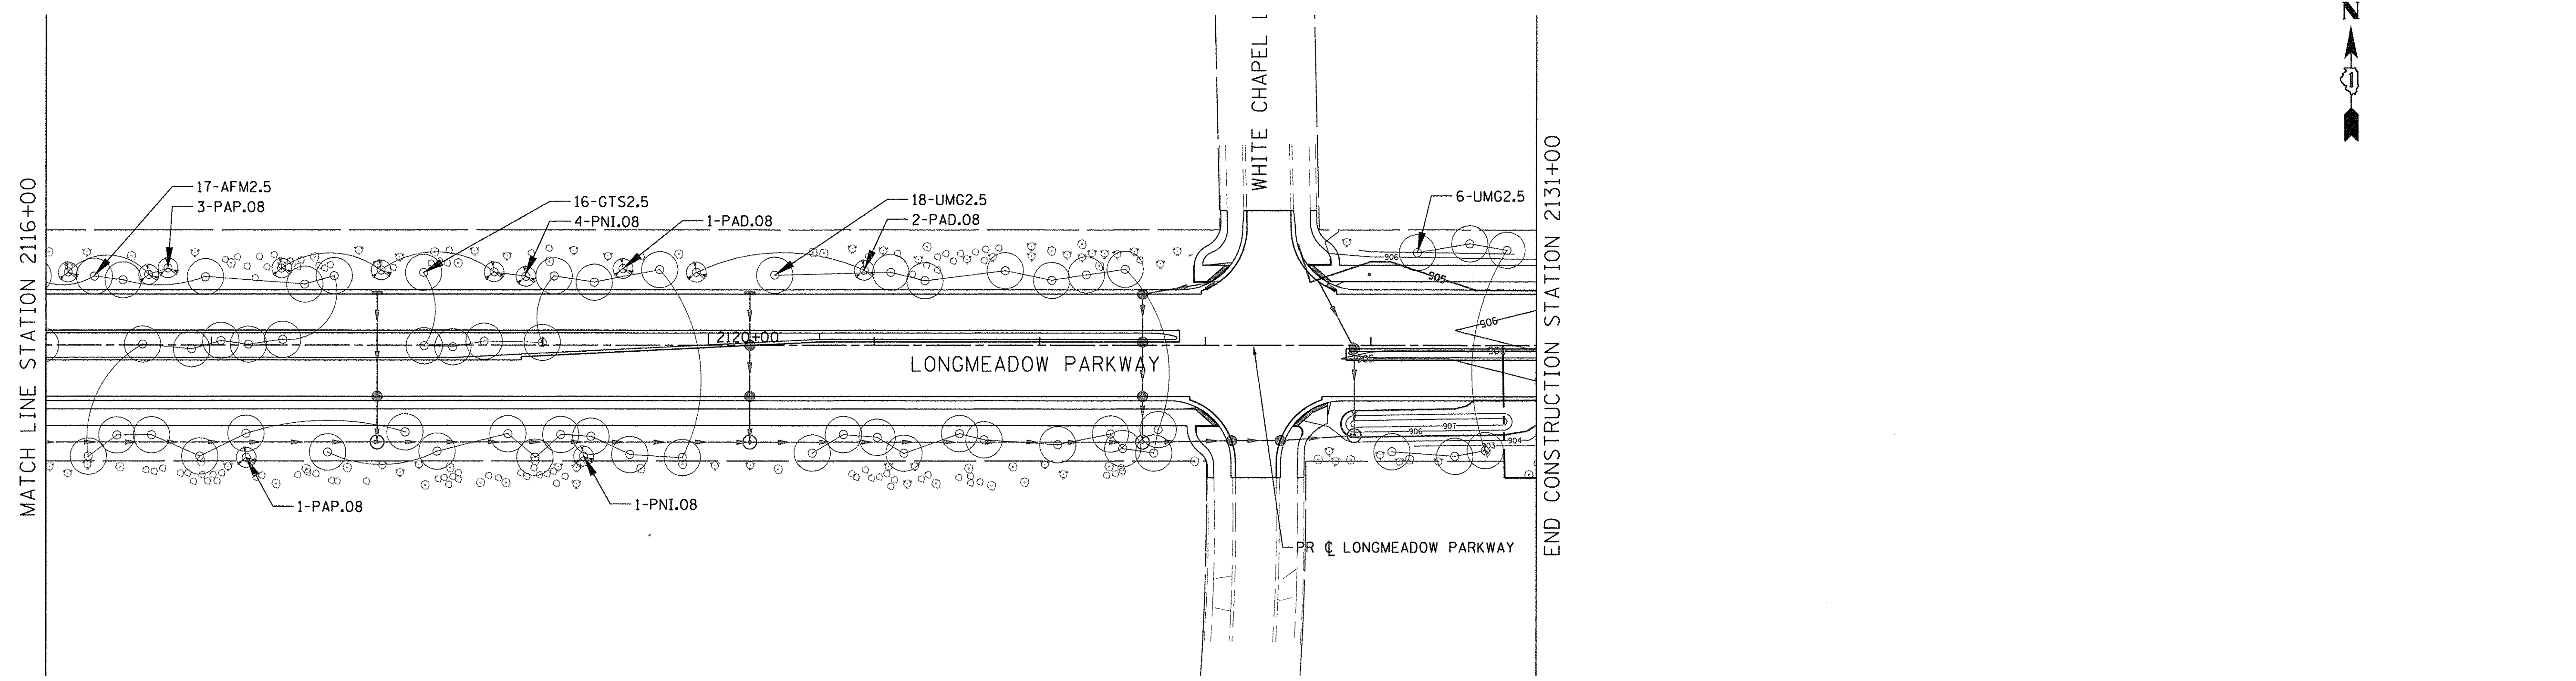 N
1
WHITE CHAPEL L
MATCH LINE STATION 2116+00
17-AFM2.5
3-PAP.08
16-GTS2.5
4-PNI.08
1-PAD.08
18-UMG2.5
2-PAD.08
6-UMG2.5
END CONSTRUCTION STATION 2131+00
906
905
906
2120+00
LONGMEADOW PARKWAY
907
906
904
903
1-PAP.08
1-PNI.08
PR ℄ LONGMEADOW PARKWAY